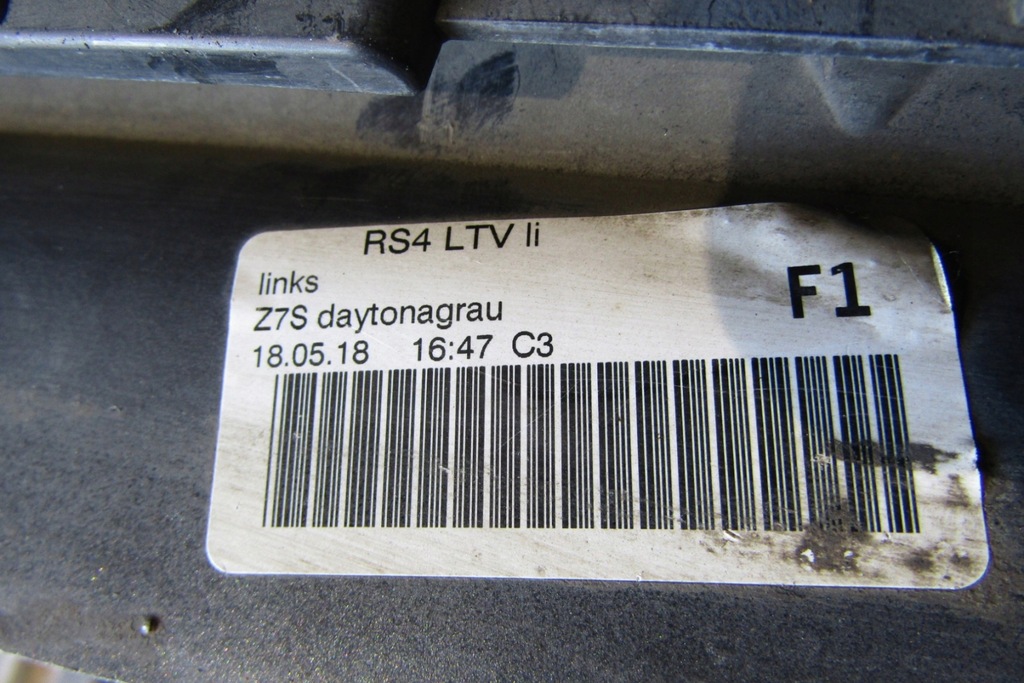 RS4 LTV li
links
F1
Z7S daytonagrau
18.05.18 16:47 C3